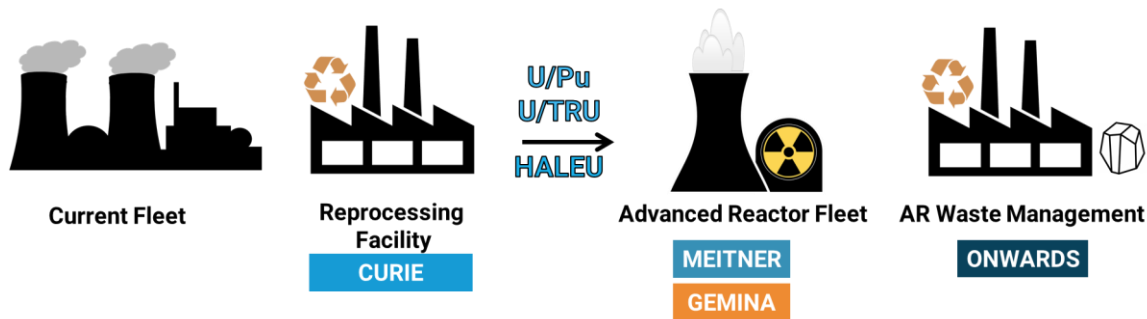 U/Pu
U/TRU
HALEU
Current Fleet
Reprocessing
Facility
CURIE
Advanced Reactor Fleet
MEITNER
GEMINA
AR Waste Management
ONWARDS